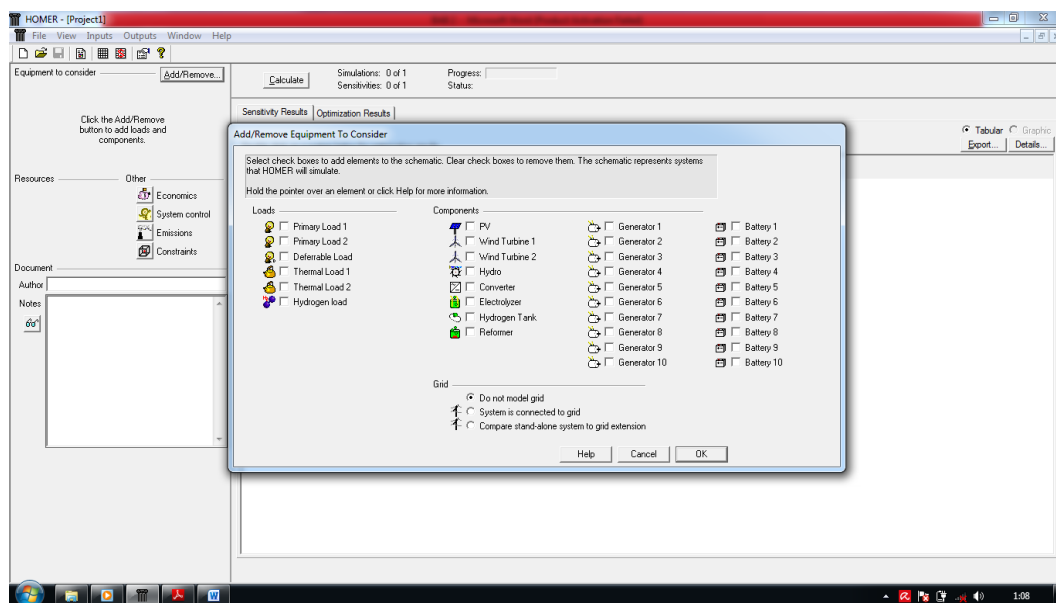 HOMER - [Project1]
File View Inputs Outputs Window Help
Equipment to consider Add/Remove...
Calculate
Simulations: 0 of 1 Progress:
Sensitivities: 0 of 1 Status:
Click the Add/Remove
button to add loads and
components.
Sensitivity Results Optimization Results
Tabular Graphic
Export... Details...
Resources Other
Economics
System control
Emissions
Constraints
Document
Author
Notes
Add/Remove Equipment To Consider
Select check boxes to add elements to the schematic. Clear check boxes to remove them. The schematic represents systems
that HOMER will simulate.
Hold the pointer over an element or click Help for more information.
Loads Components
Primary Load 1 PV Generator 1 Battery 1
Primary Load 2 Wind Turbine 1 Generator 2 Battery 2
Deferrable Load Wind Turbine 2 Generator 3 Battery 3
Thermal Load 1 Hydro Generator 4 Battery 4
Thermal Load 2 Converter Generator 5 Battery 5
Hydrogen load Electrolyzer Generator 6 Battery 6
Hydrogen Tank Generator 7 Battery 7
Reformer Generator 8 Battery 8
Generator 9 Battery 9
Generator 10 Battery 10
Grid
Do not model grid
System is connected to grid
Compare stand-alone system to grid extension
Help Cancel OK
1:08